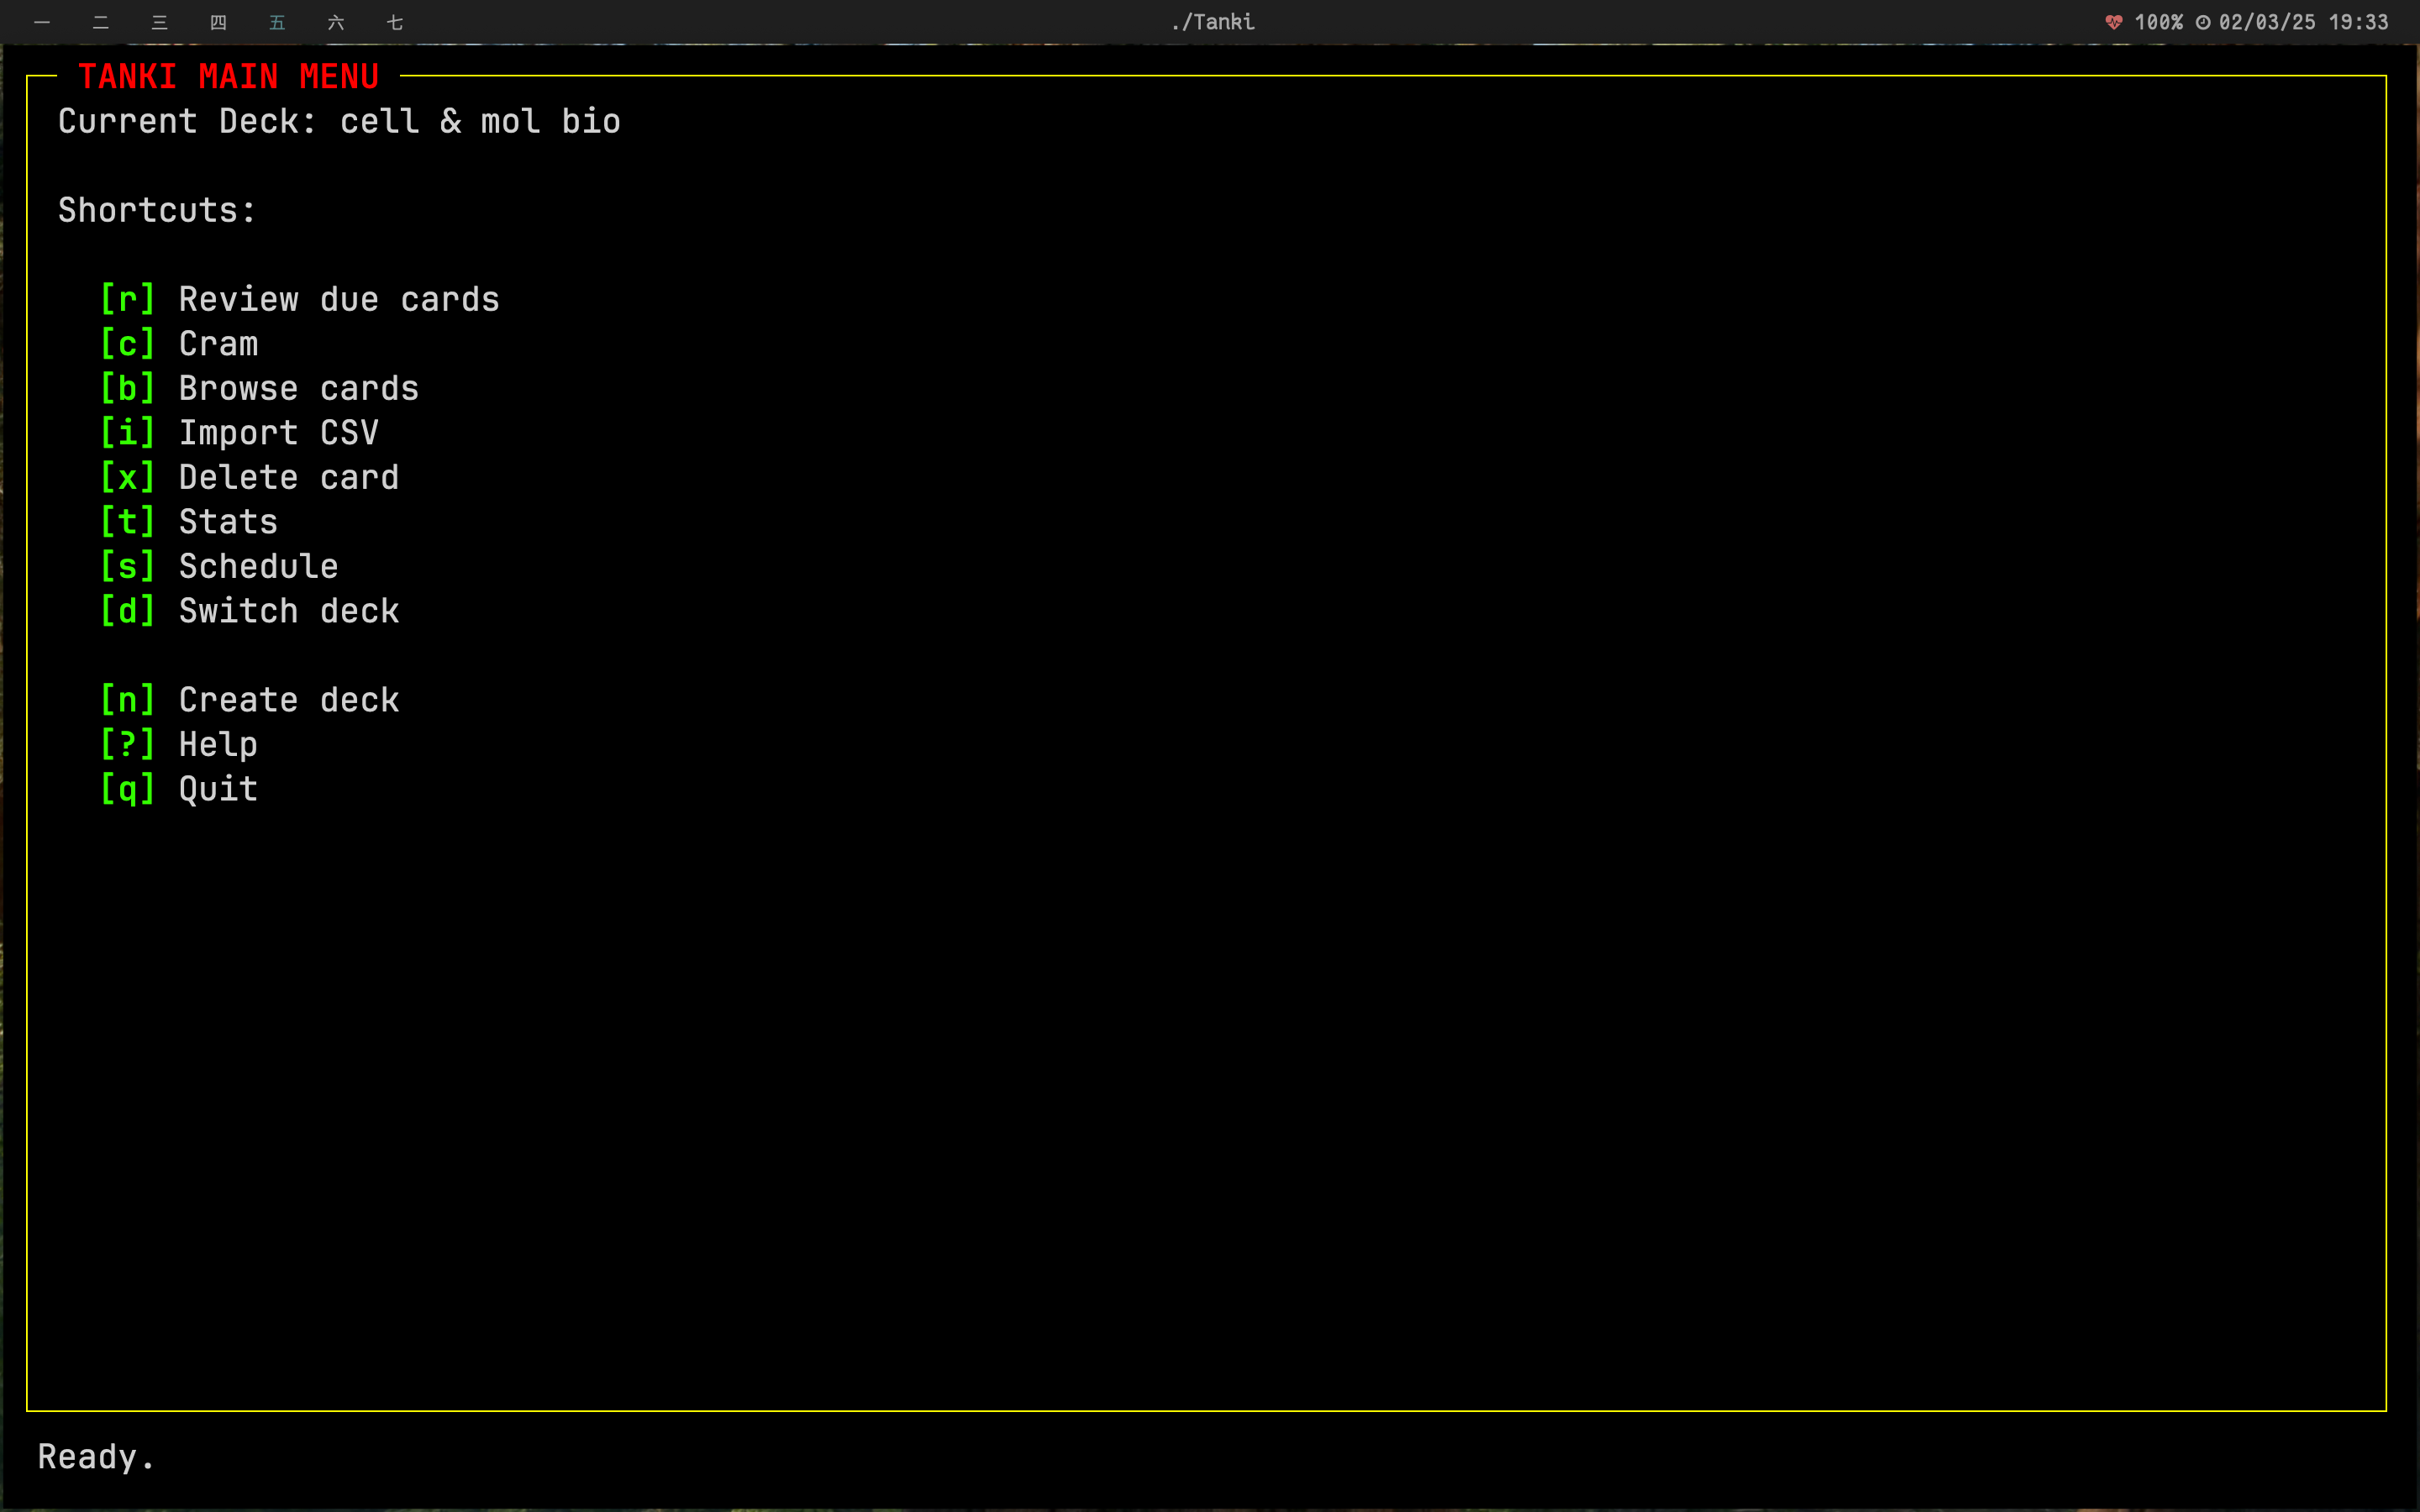 一 二 三 四 五 六 七 ./Tanki 100% 02/03/25 19:33
TANKI MAIN MENU
Current Deck: cell & mol bio
Shortcuts:
[r] Review due cards
[c] Cram
[b] Browse cards
[i] Import CSV
[x] Delete card
[t] Stats
[s] Schedule
[d] Switch deck
[n] Create deck
[?] Help
[q] Quit
Ready.